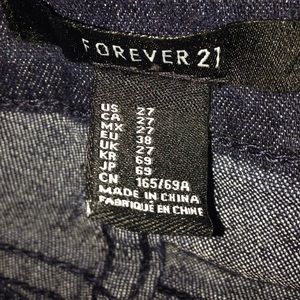 FOREVER 21
US 27
CA 27
MX 27
EU 38
UK 27
KR 69
JP 69
CN 165/69A
MADE IN CHINA
FABRIQUÉ EN CHINE